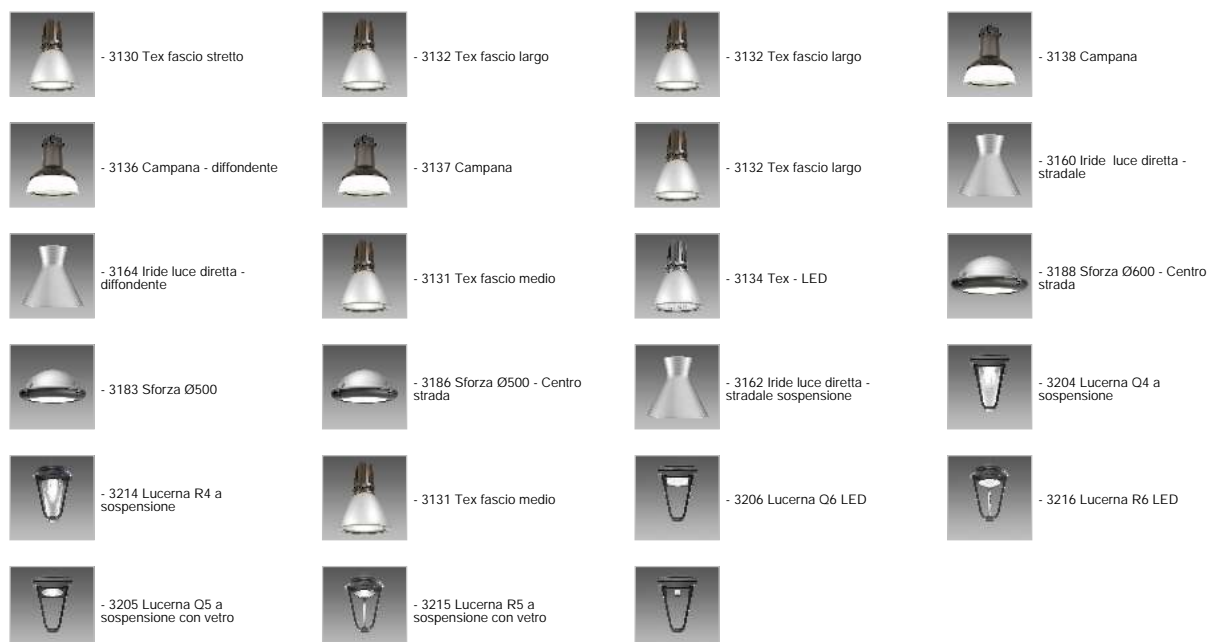 - 3130 Tex fascio stretto
- 3132 Tex fascio largo
- 3132 Tex fascio largo
- 3138 Campana
- 3136 Campana - diffondente
- 3137 Campana
- 3132 Tex fascio largo
- 3160 Iride  luce diretta -
stradale
- 3164 Iride luce diretta -
diffondente
- 3131 Tex fascio medio
- 3134 Tex - LED
- 3188 Sforza Ø600 - Centro
strada
- 3183 Sforza Ø500
- 3186 Sforza Ø500 - Centro
strada
- 3162 Iride luce diretta -
stradale sospensione
- 3204 Lucerna Q4 a
sospensione
- 3214 Lucerna R4 a
sospensione
- 3131 Tex fascio medio
- 3206 Lucerna Q6 LED
- 3216 Lucerna R6 LED
- 3205 Lucerna Q5 a
sospensione con vetro
- 3215 Lucerna R5 a
sospensione con vetro